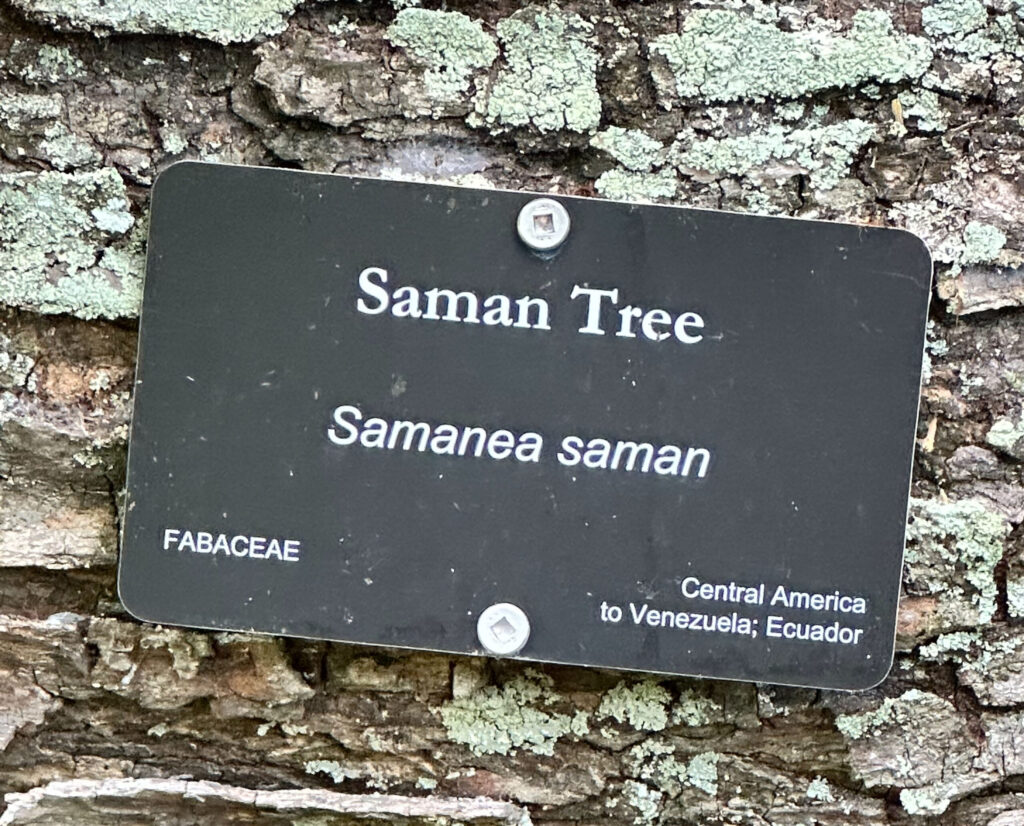 Saman Tree
Samanea saman
FABACEAE
Central America
to Venezuela; Ecuador